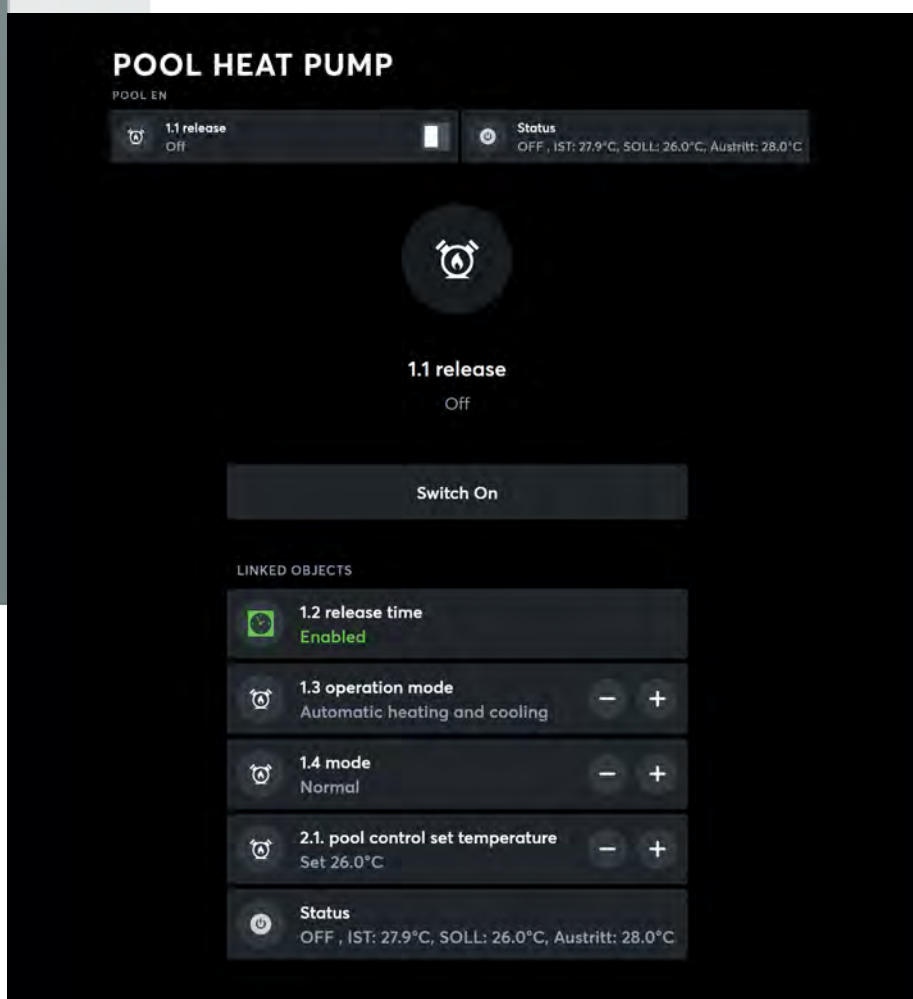 POOL HEAT PUMP
POOL EN
1.1 release
Off
Status
OFF , IST: 27.9°C, SOLL: 26.0°C, Austritt: 28.0°C
1.1 release
Off
Switch On
LINKED OBJECTS
1.2 release time
Enabled
1.3 operation mode
Automatic heating and cooling
1.4 mode
Normal
2.1. pool control set temperature
Set 26.0°C
Status
OFF , IST: 27.9°C, SOLL: 26.0°C, Austritt: 28.0°C